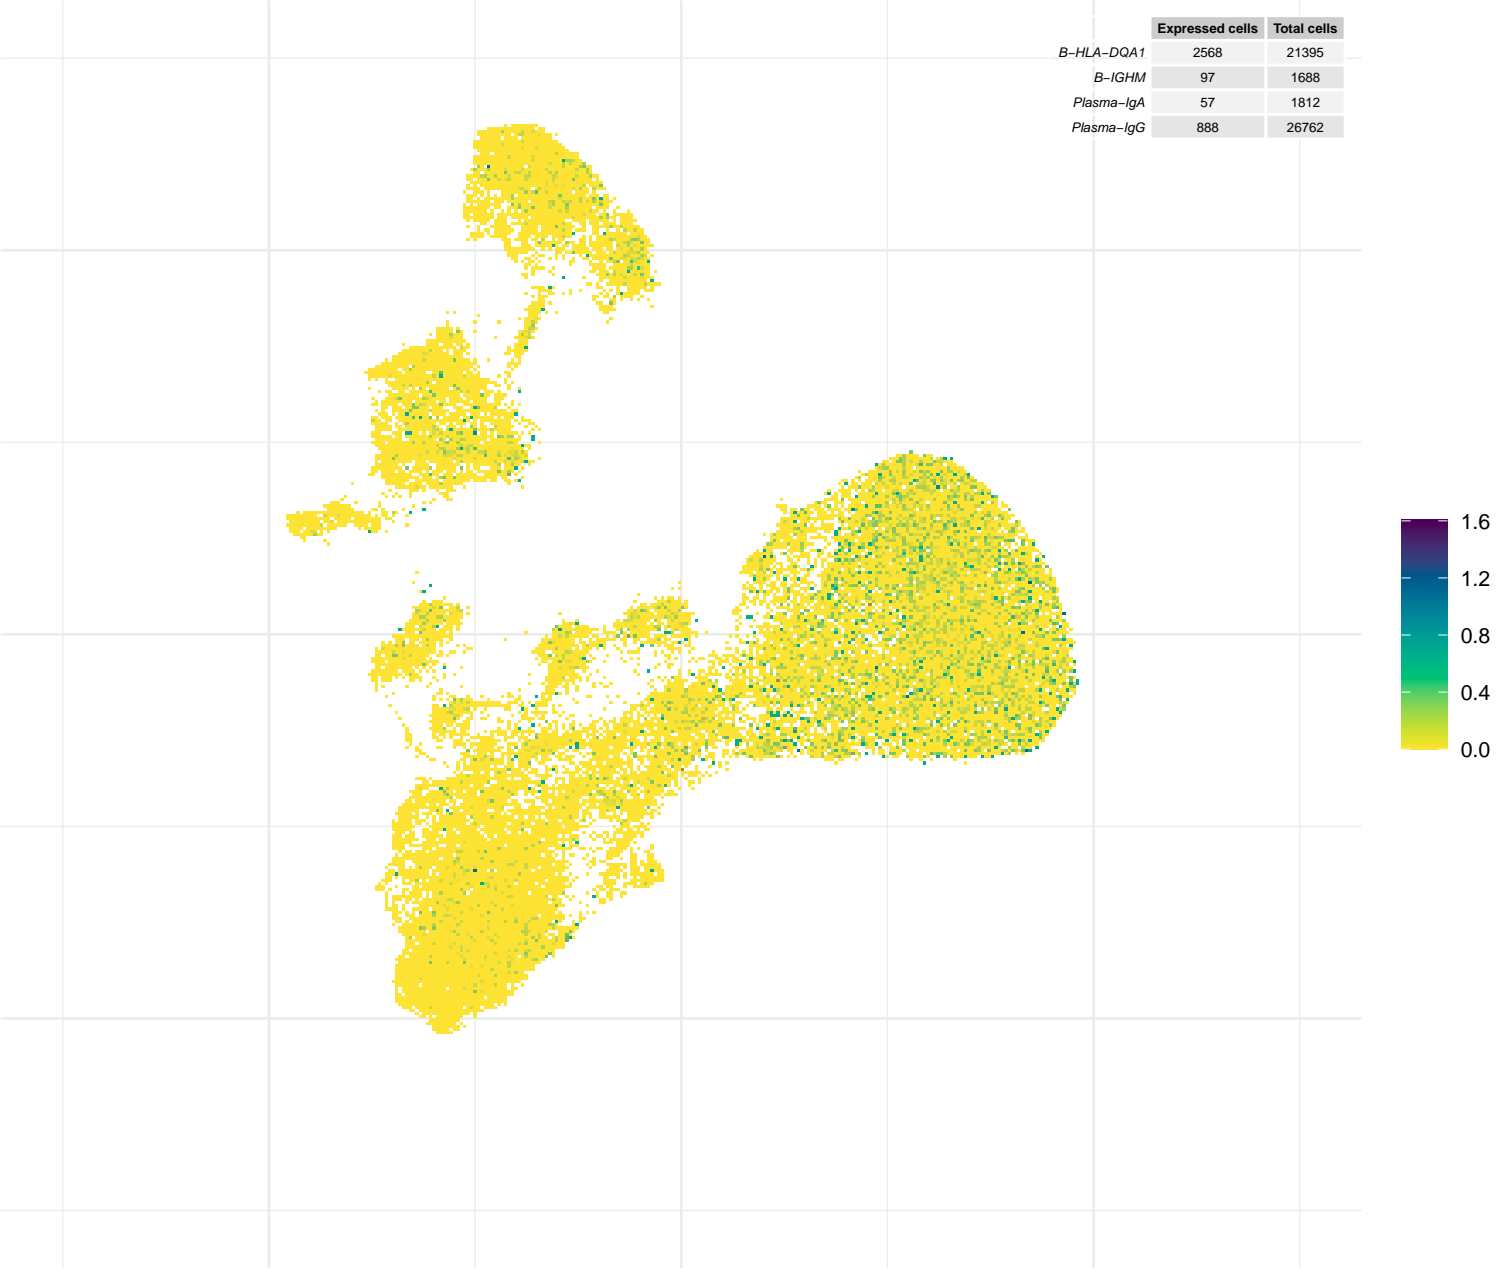 Expressed cells Total cells
B−HLA−DQA1 2568 21395
B−IGHM 97 1688
Plasma−IgA 57 1812
Plasma−IgG 888 26762
1.6
1.2
0.8
0.4
0.0